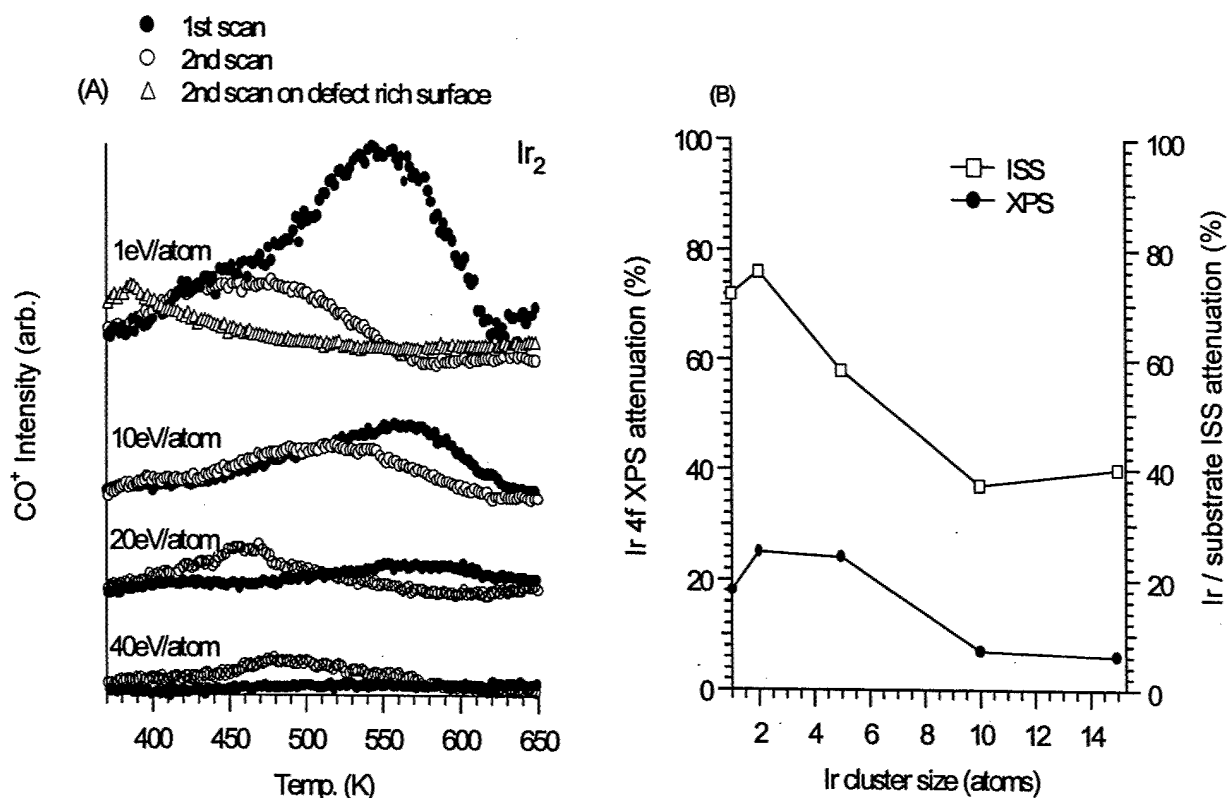 1st scan
2nd scan
(A) 2nd scan on defect rich surface
Ir2
1eV/atom
10eV/atom
20eV/atom
40eV/atom
CO+ Intensity (arb.)
400 450 500 550 600 650
Temp. (K)
(B)
ISS
XPS
100
80
60
40
20
0
Ir 4f XPS attenuation (%)
100
80
60
40
20
0
Ir / substrate ISS attenuation (%)
2 4 6 8 10 12 14
Ir cluster size (atoms)